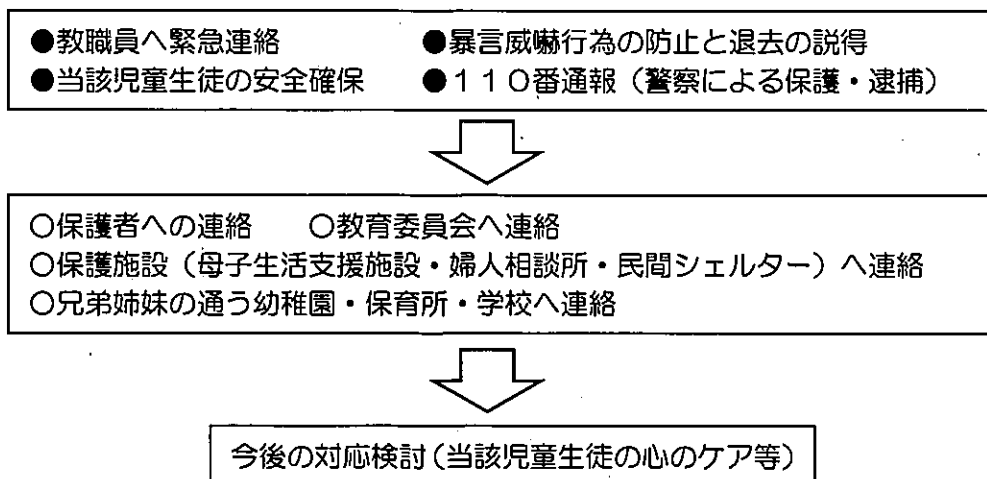 ●教職員へ緊急連絡　●暴言威嚇行為の防止と退去の説得
●当該児童生徒の安全確保　●110番通報（警察による保護・逮捕）
○保護者への連絡　○教育委員会へ連絡
○保護施設（母子生活支援施設・婦人相談所・民間シェルター）へ連絡
○兄弟姉妹の通う幼稚園・保育所・学校へ連絡
今後の対応検討（当該児童生徒の心のケア等）